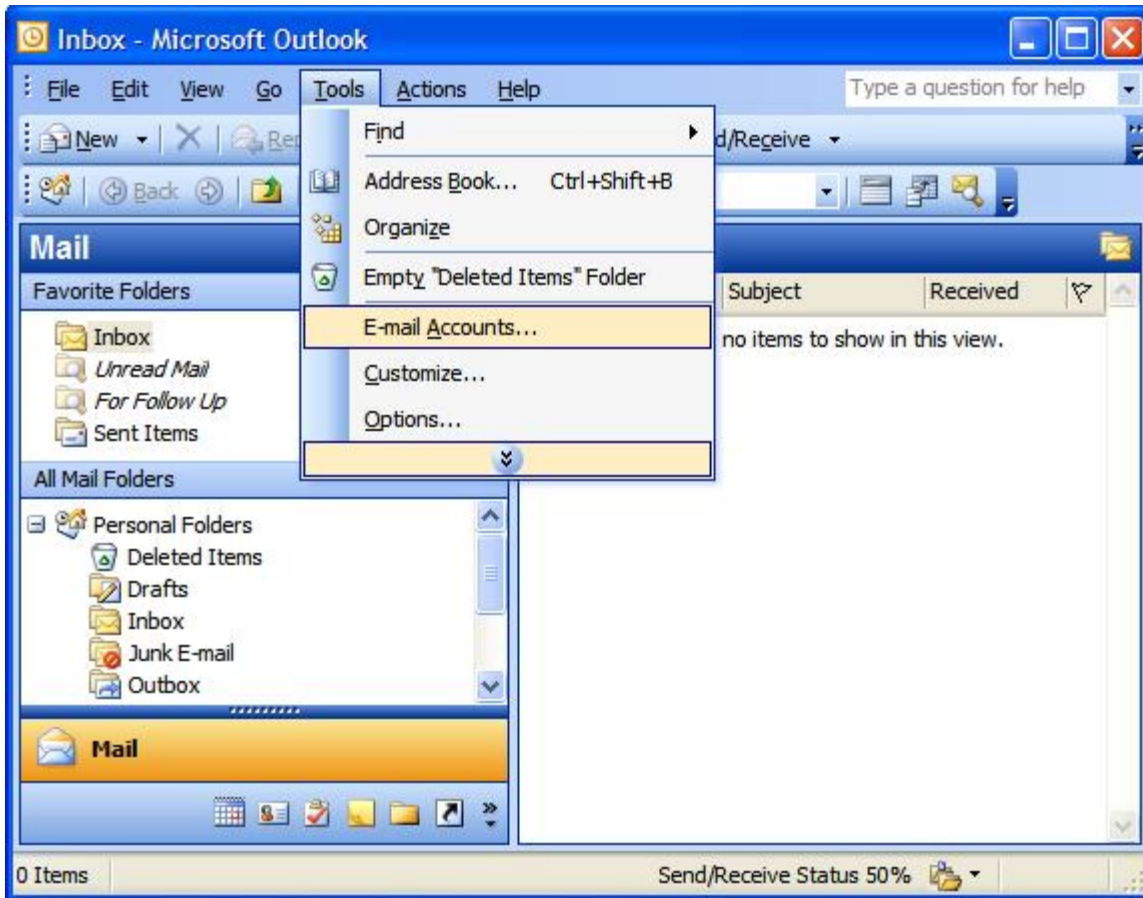 Inbox - Microsoft Outlook
File Edit View Go Tools Actions Help Type a question for help
New d/Receive
Back
Find
Address Book... Ctrl+Shift+B
Organize
Empty "Deleted Items" Folder
E-mail Accounts...
Customize...
Options...
Mail
Favorite Folders
Inbox
Unread Mail
For Follow Up
Sent Items
All Mail Folders
Personal Folders
Deleted Items
Drafts
Inbox
Junk E-mail
Outbox
Mail
Subject Received
no items to show in this view.
0 Items Send/Receive Status 50%